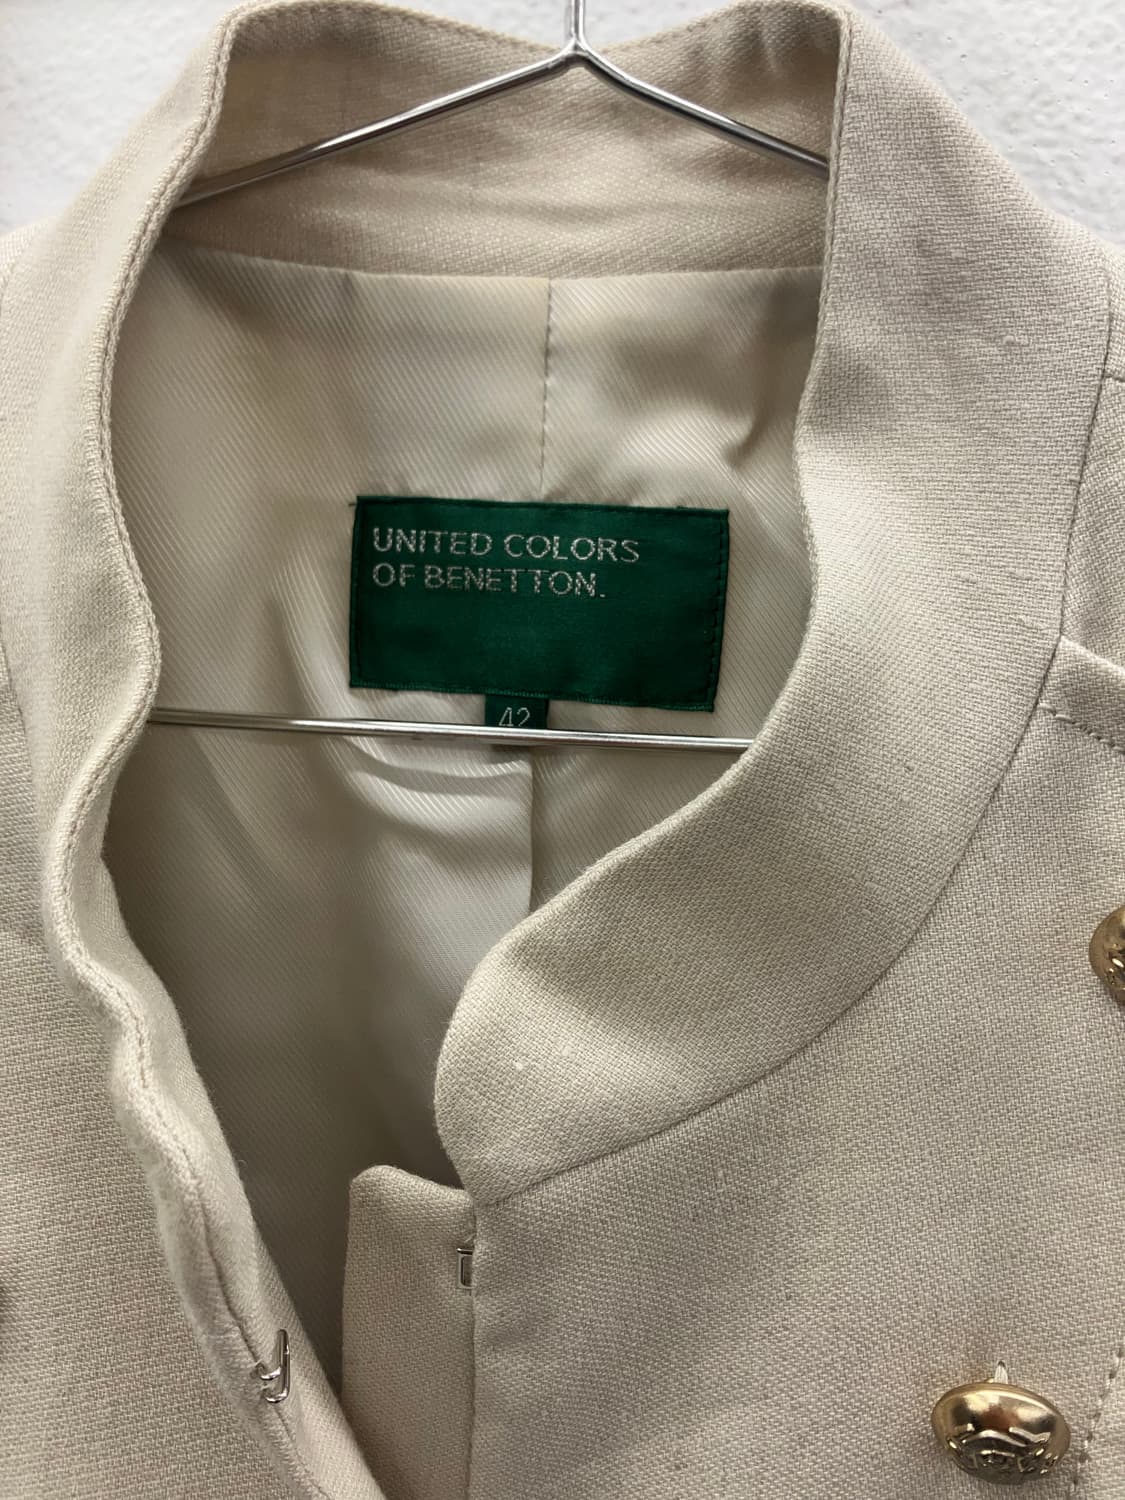 UNITED COLORS
OF BENETTON.
42